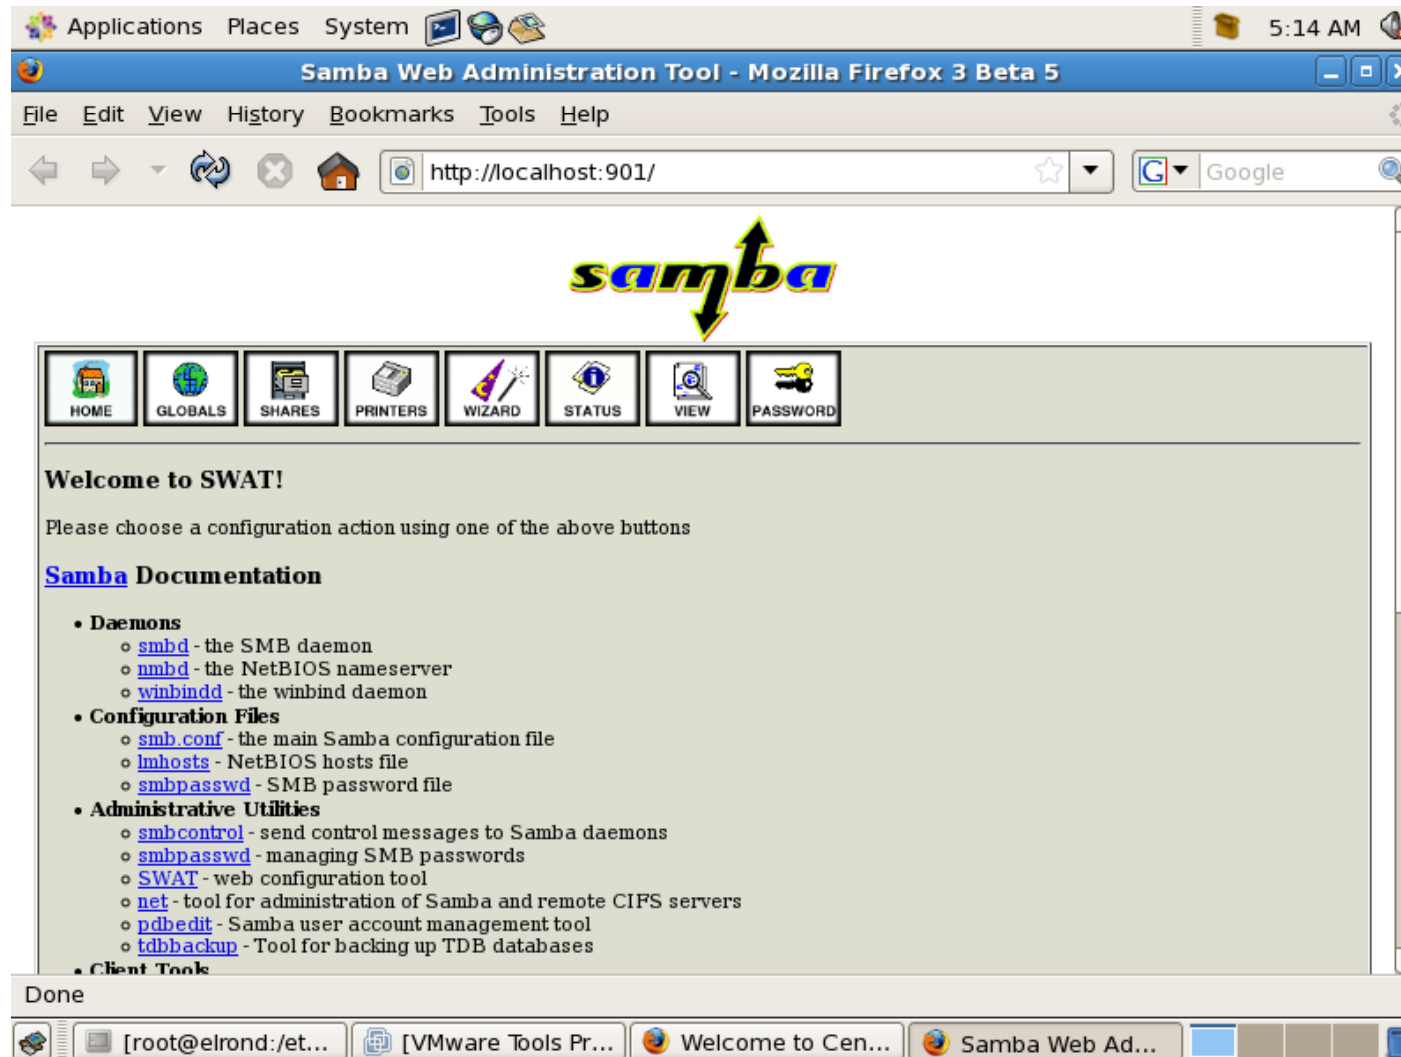 Applications Places System 5:14 AM
Samba Web Administration Tool - Mozilla Firefox 3 Beta 5
File Edit View History Bookmarks Tools Help
http://localhost:901/ G Google
samba
HOME GLOBALS SHARES PRINTERS WIZARD STATUS VIEW PASSWORD
Welcome to SWAT!
Please choose a configuration action using one of the above buttons
Samba Documentation
• Daemons
smbd - the SMB daemon
nmbd - the NetBIOS nameserver
winbindd - the winbind daemon
• Configuration Files
smb.conf - the main Samba configuration file
lmhosts - NetBIOS hosts file
smbpasswd - SMB password file
• Administrative Utilities
smbcontrol - send control messages to Samba daemons
smbpasswd - managing SMB passwords
SWAT - web configuration tool
net - tool for administration of Samba and remote CIFS servers
pdbedit - Samba user account management tool
tdbbackup - Tool for backing up TDB databases
• Client Tools
Done
[root@elrond:/et... [VMware Tools Pr... Welcome to Cen... Samba Web Ad...